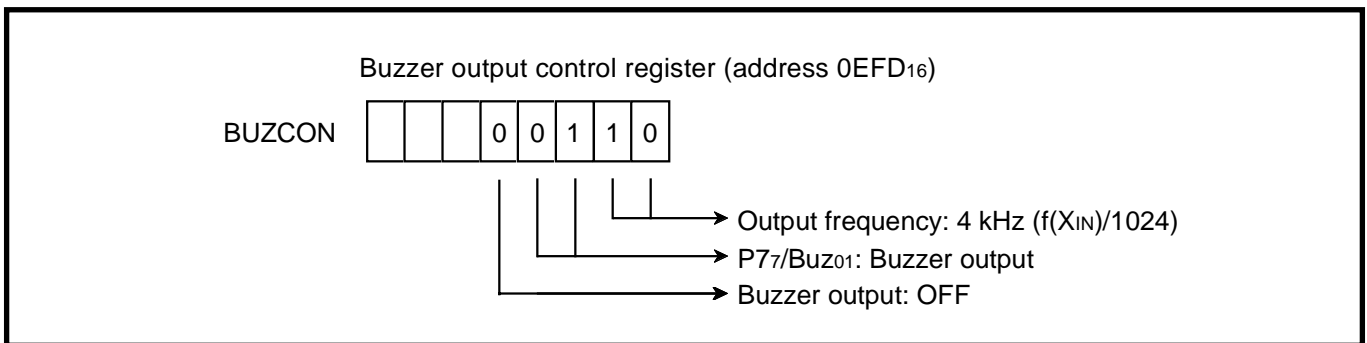 Buzzer output control register (address 0EFD16)
BUZCON 0 0 1 1 0
Output frequency: 4 kHz (f(XIN)/1024)
P77/Buz01: Buzzer output
Buzzer output: OFF